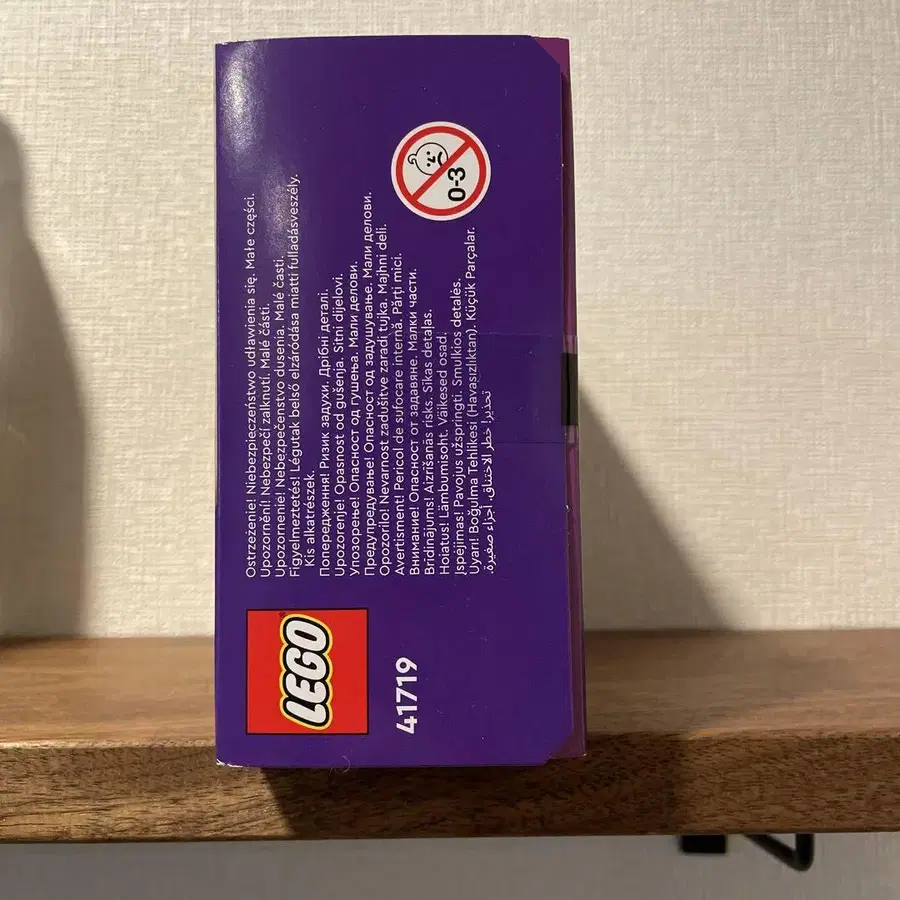 Ostrzeżenie! Niebezpieczeństwo udławienia się. Małe części.
Upozornění! Nebezpečí zalknutí. Malé části.
Upozornenie! Nebezpečenstvo dusenia. Malé časti.
Figyelmeztetés! Légutak belső elzáródása miatti fulladásveszély.
Kis alkatrészek.
Попередження! Ризик задухи. Дрібні деталі.
Upozorenje! Opasnost od gušenja. Sitni dijelovi.
Упозорење! Опасност од гушења. Мали делови.
Предупредување! Опасност од задушување. Мали делови.
Opozorilo! Nevarnost zadušitve zaradi tujka. Majhni deli.
Avertisment! Pericol de sufocare internă. Părți mici.
Внимание! Опасност от задавяне. Малки части.
Brīdinājums! Aizrīšanās risks. Sīkas detaļas.
Hoiatus! Lämbumisoht. Väikesed osad.
Įspėjimas! Pavojus užspringti. Smulkios detalės.
Uyarı! Boğulma Tehlikesi (Havasızlıktan). Küçük Parçalar.
تحذير! خطر الاختناق. أجزاء صغيرة.
0-3
LEGO®
41719